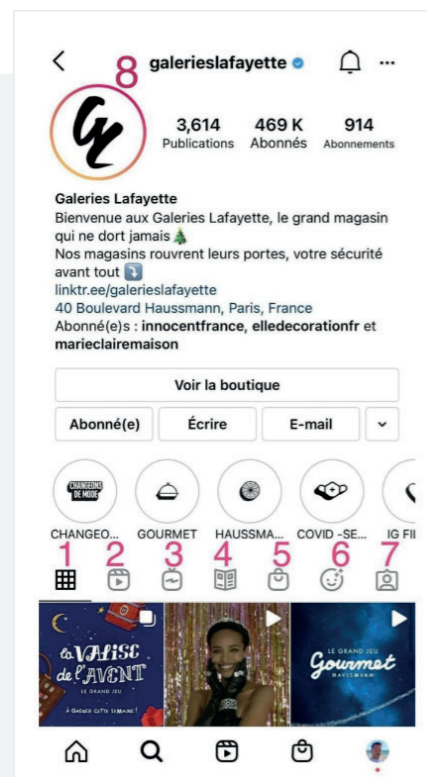 8
galerieslafayette
3,614 469 K 914
Publications Abonnés Abonnements
Galeries Lafayette
Bienvenue aux Galeries Lafayette, le grand magasin
qui ne dort jamais🎄
Nos magasins rouvrent leurs portes, votre sécurité
avant tout ⤵️
linktr.ee/galerieslafayette
40 Boulevard Haussmann, Paris, France
Abonné(e)s : innocentfrance, elledecorationfr et
marieclairemaison
Voir la boutique
Abonné(e) Écrire E-mail
CHANGEONS
DE MODE
CHANGEO... GOURMET HAUSSMA... COVID -SE... IG FII
1 2 3 4 5 6 7
la VALISE
de l'AVENT
LE GRAND JEU
À GAGNER CETTE SEMAINE !
LE GRAND JEU
Gourmet
HAUSSMANN